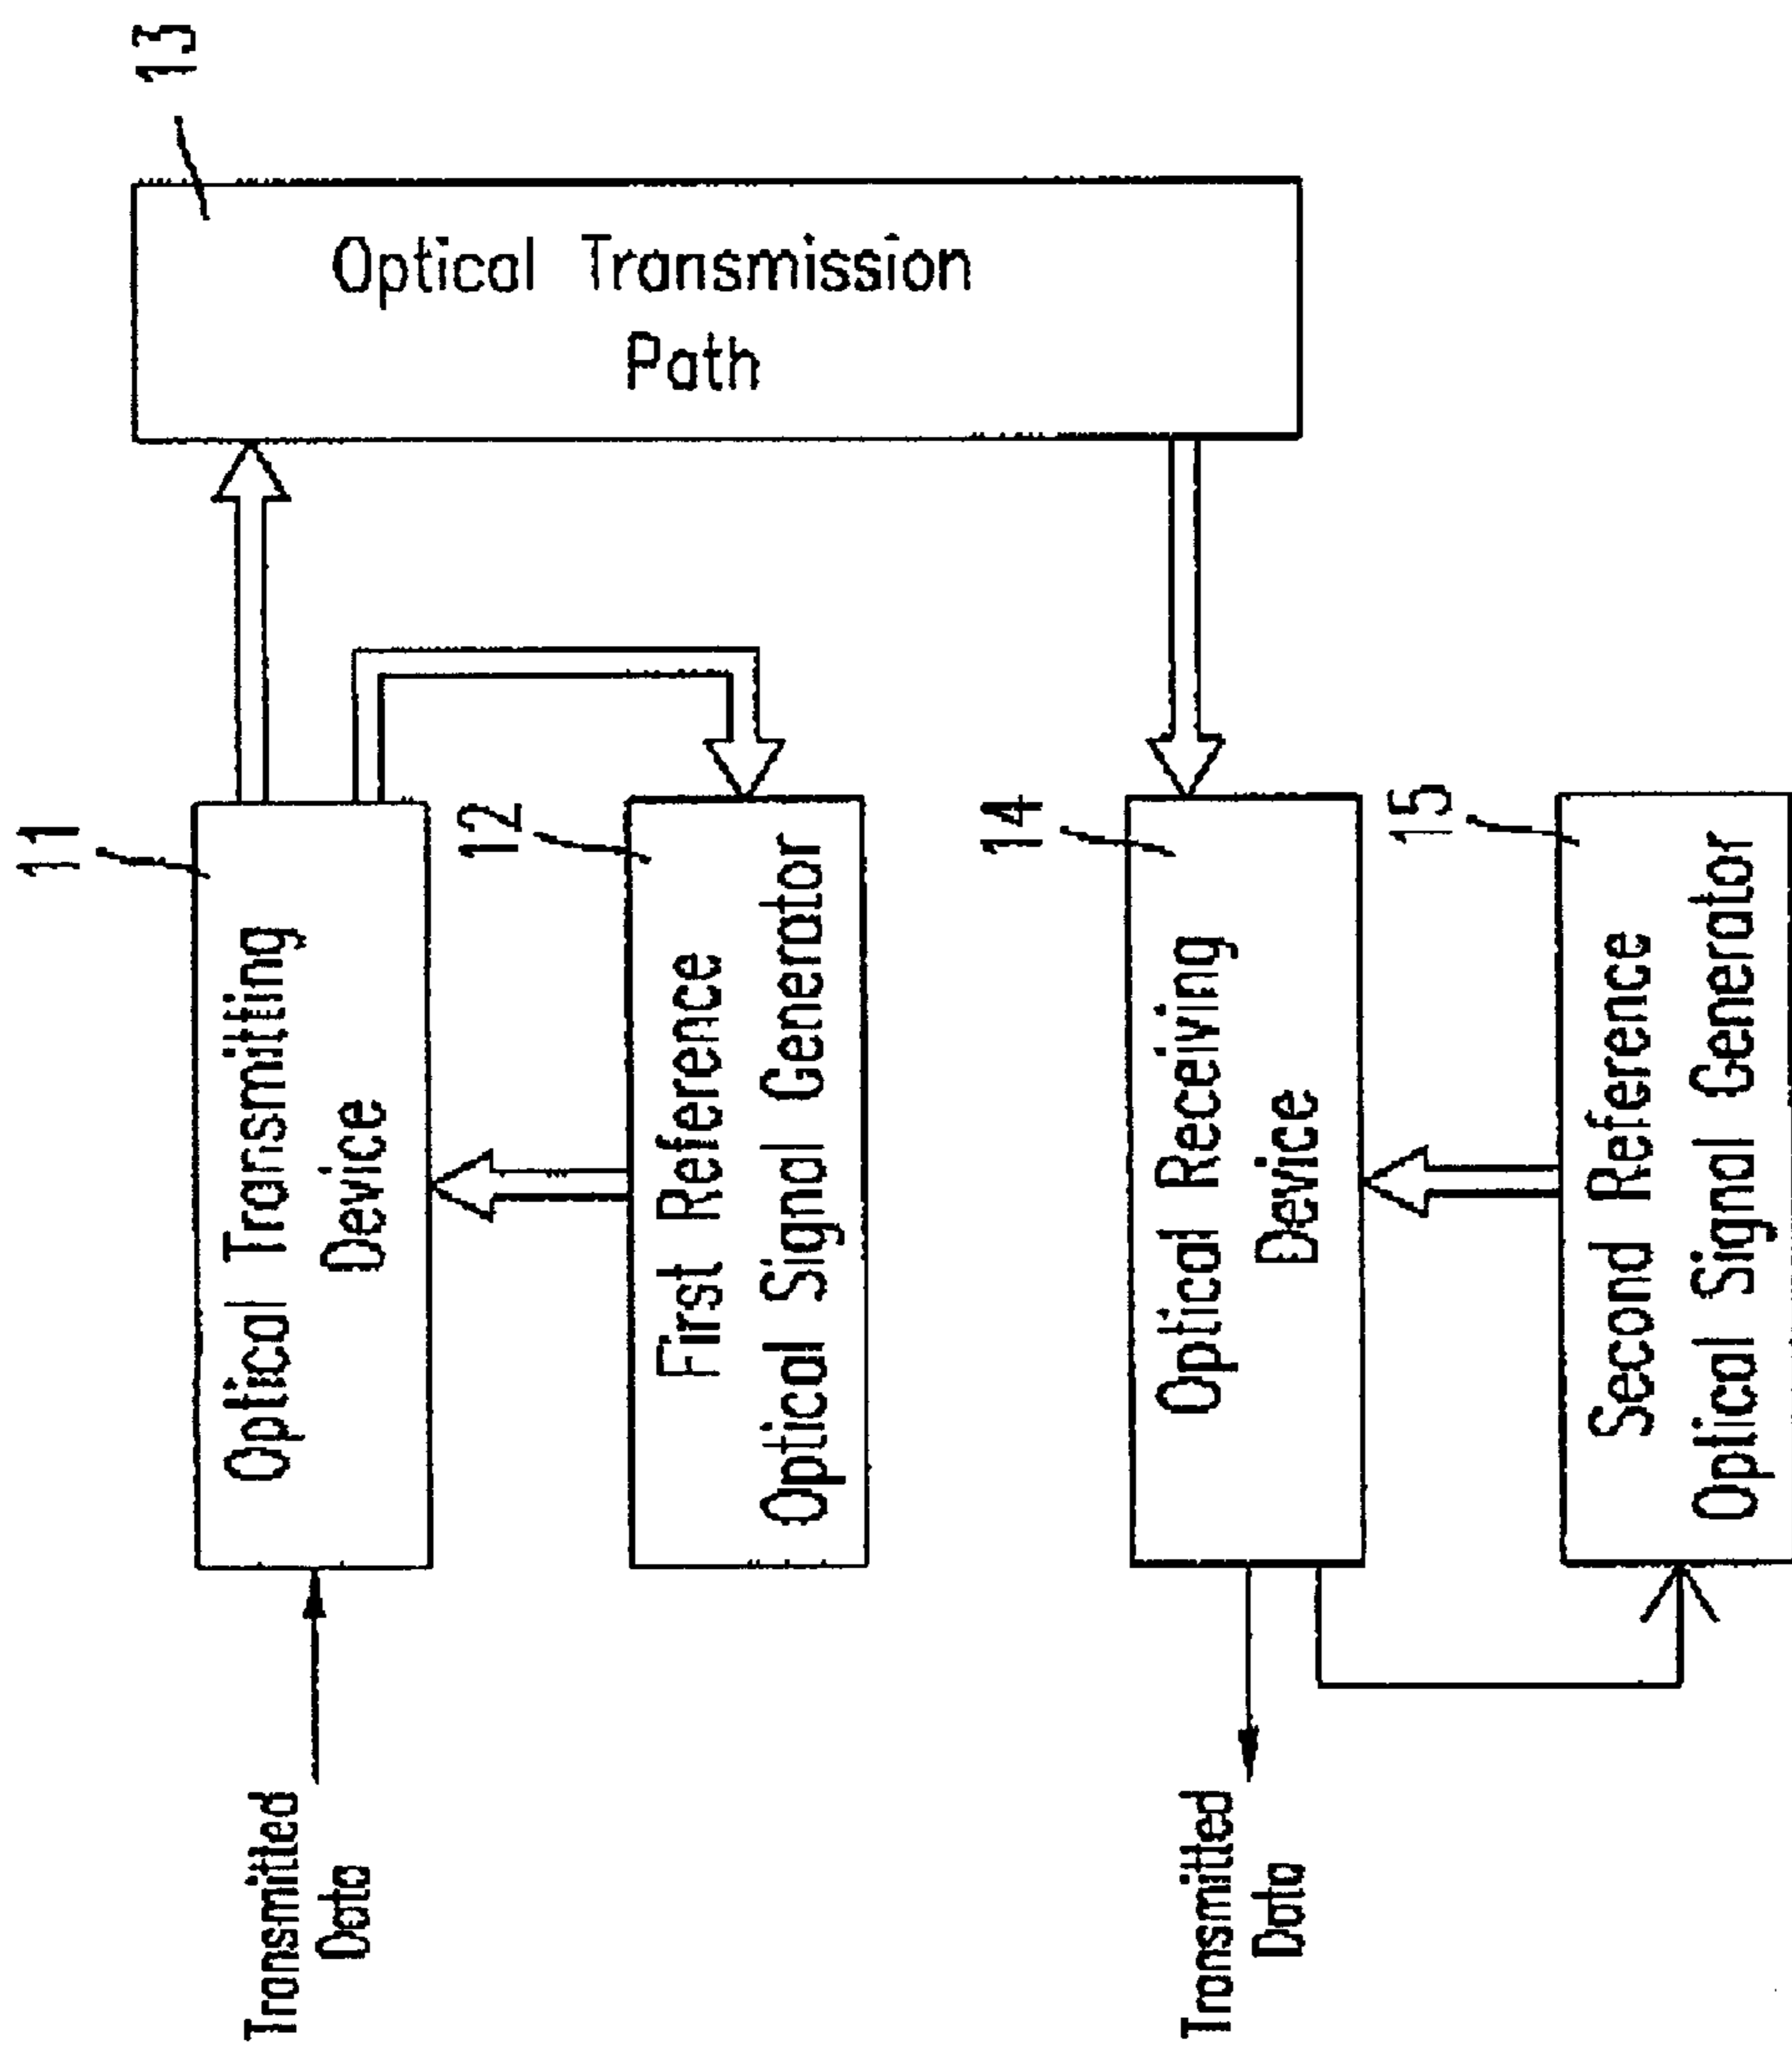 11
Optical Transmitting
Device
Transmitted
Data
12
First Reference
Optical Signal Generator
13
Optical Transmission
Path
14
Optical Receiving
Device
Transmitted
Data
15
Second Reference
Optical Signal Generator